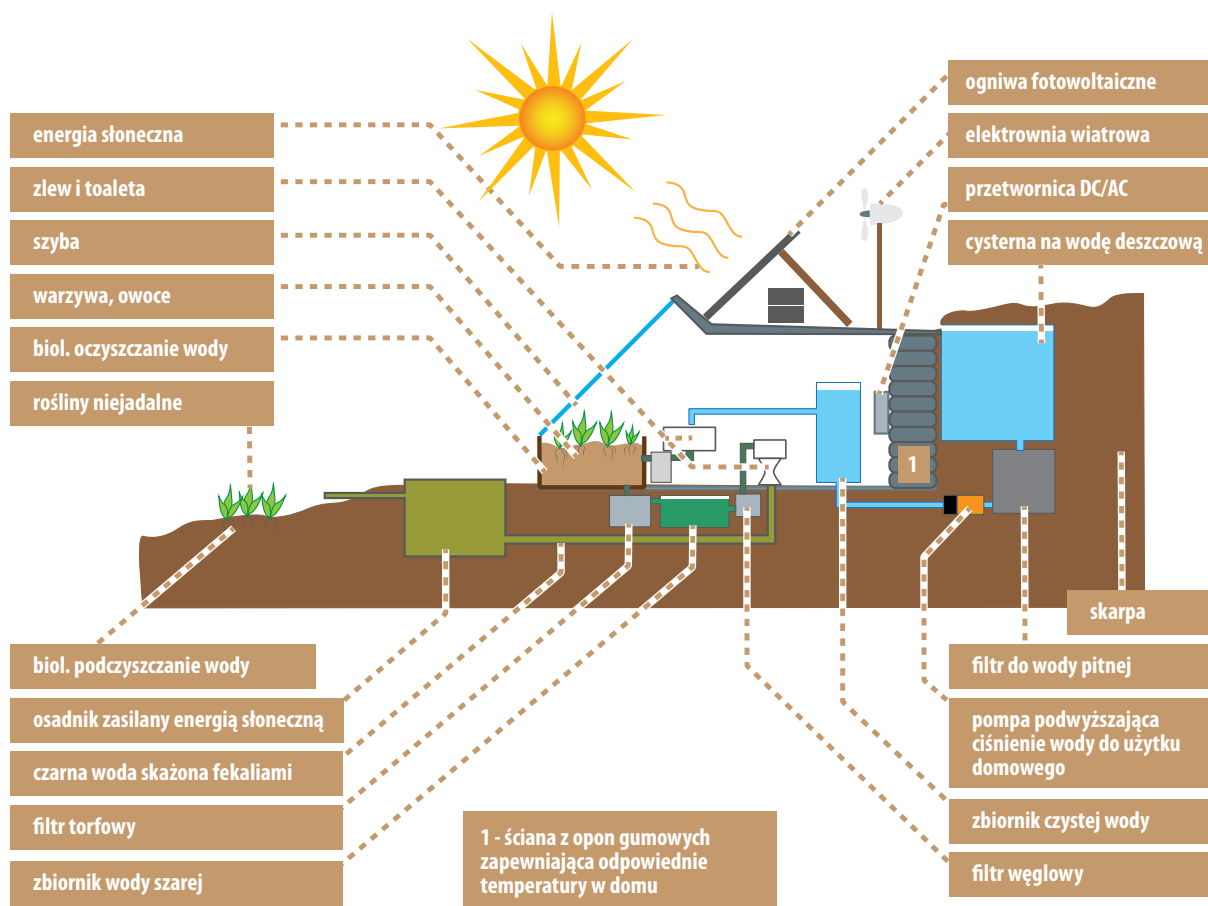 energia słoneczna
zlew i toaleta
szyba
warzywa, owoce
biol. oczyszczanie wody
rośliny niejadalne
ogniwa fotowoltaiczne
elektrownia wiatrowa
przetwornica DC/AC
cysterna na wodę deszczową
1
skarpa
biol. podczyszczanie wody
osadnik zasilany energią słoneczną
czarna woda skażona fekaliami
filtr torfowy
zbiornik wody szarej
1 - ściana z opon gumowych
zapewniająca odpowiednie
temperatury w domu
filtr do wody pitnej
pompa podwyższająca
ciśnienie wody do użytku
domowego
zbiornik czystej wody
filtr węglowy